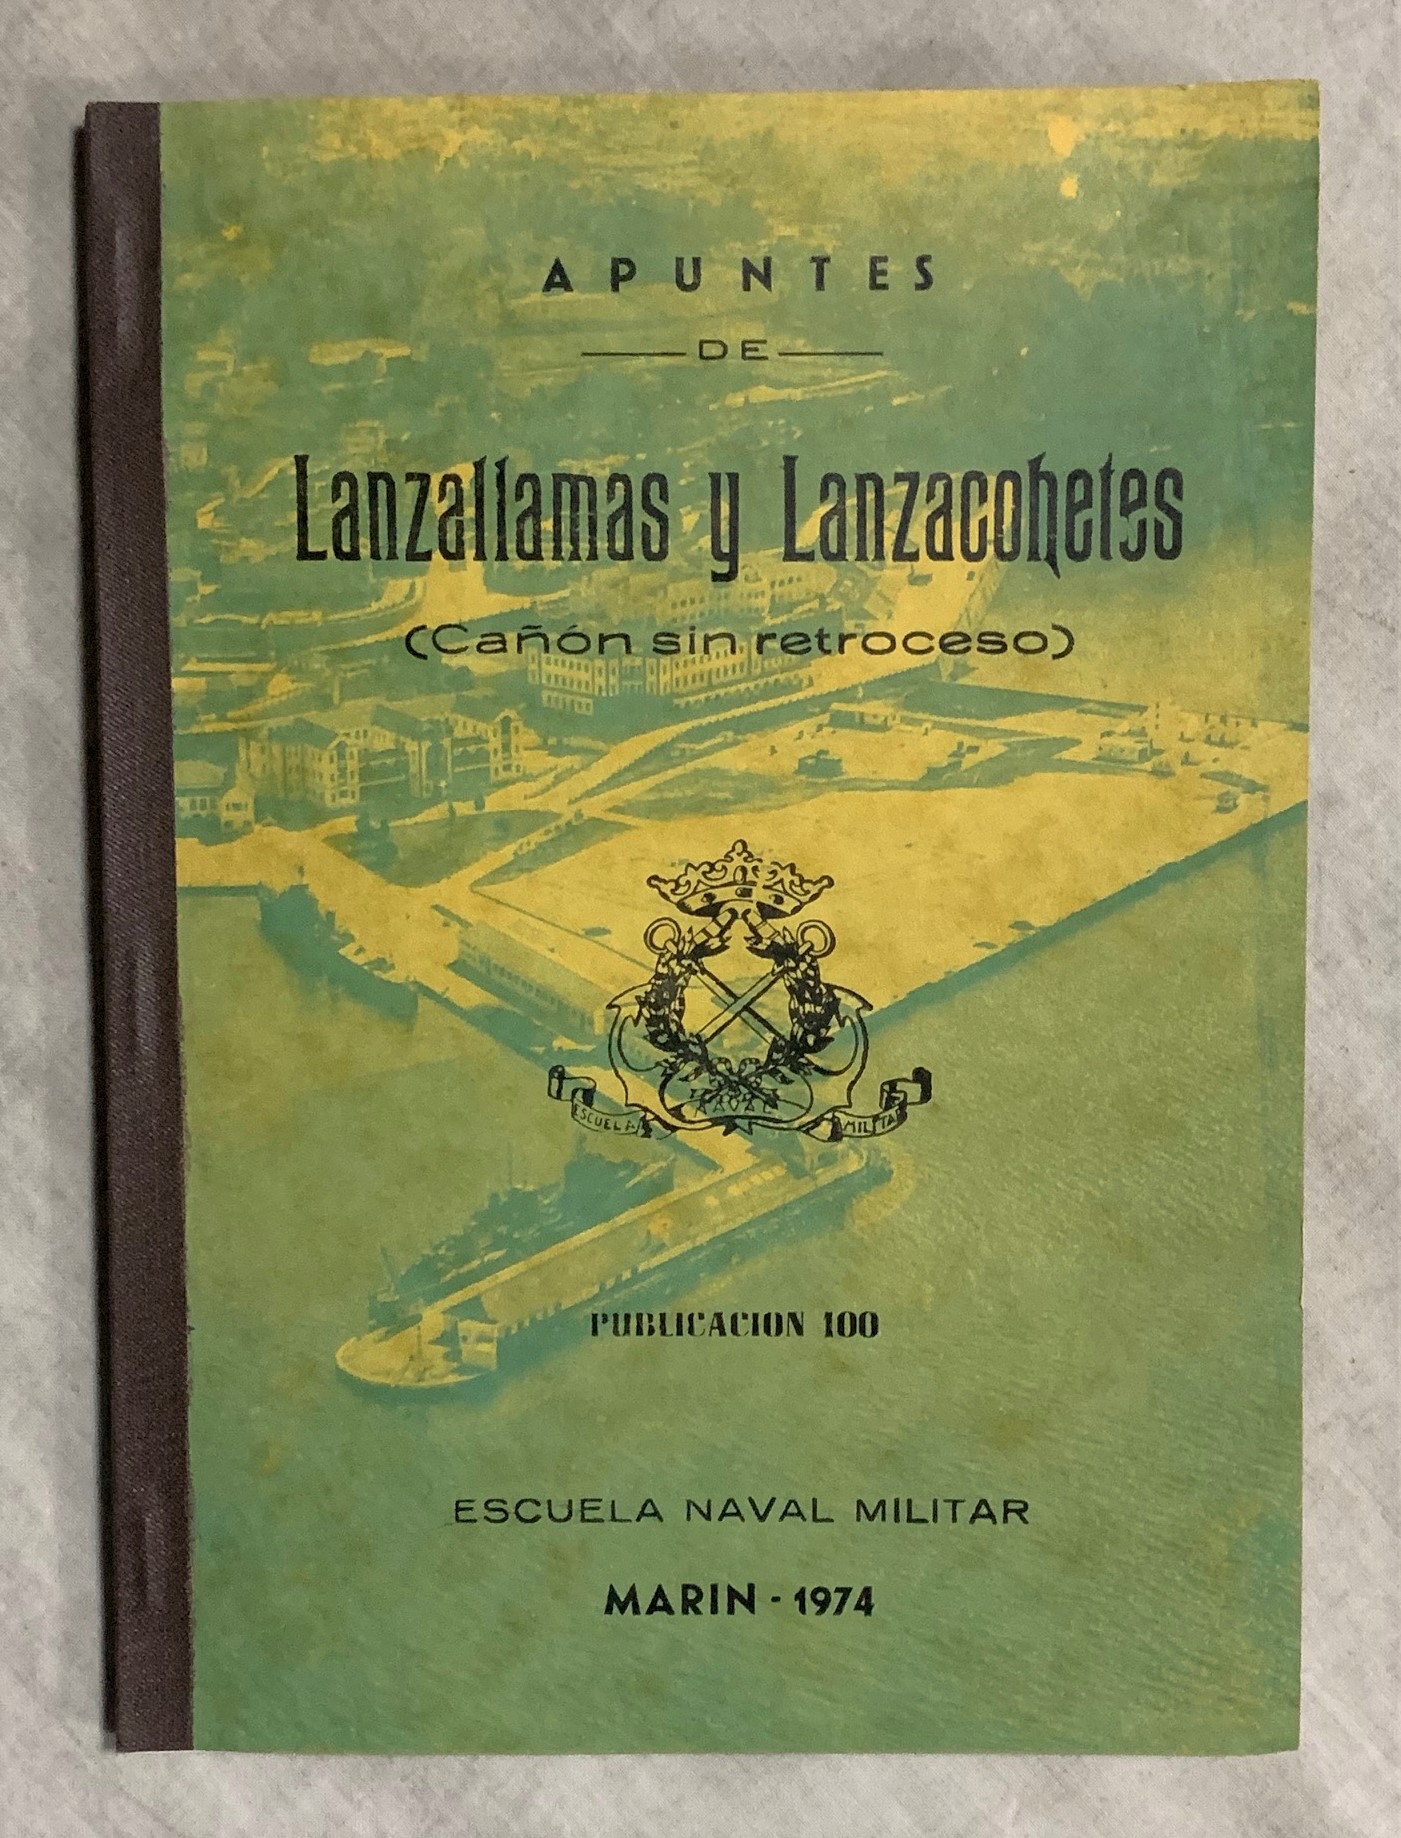 APUNTES
DE
Lanzallamas y Lanzacohetes
(Cañón sin retroceso)
ESCUELA NAVAL MILITAR
PUBLICACION 100
ESCUELA NAVAL MILITAR
MARIN - 1974